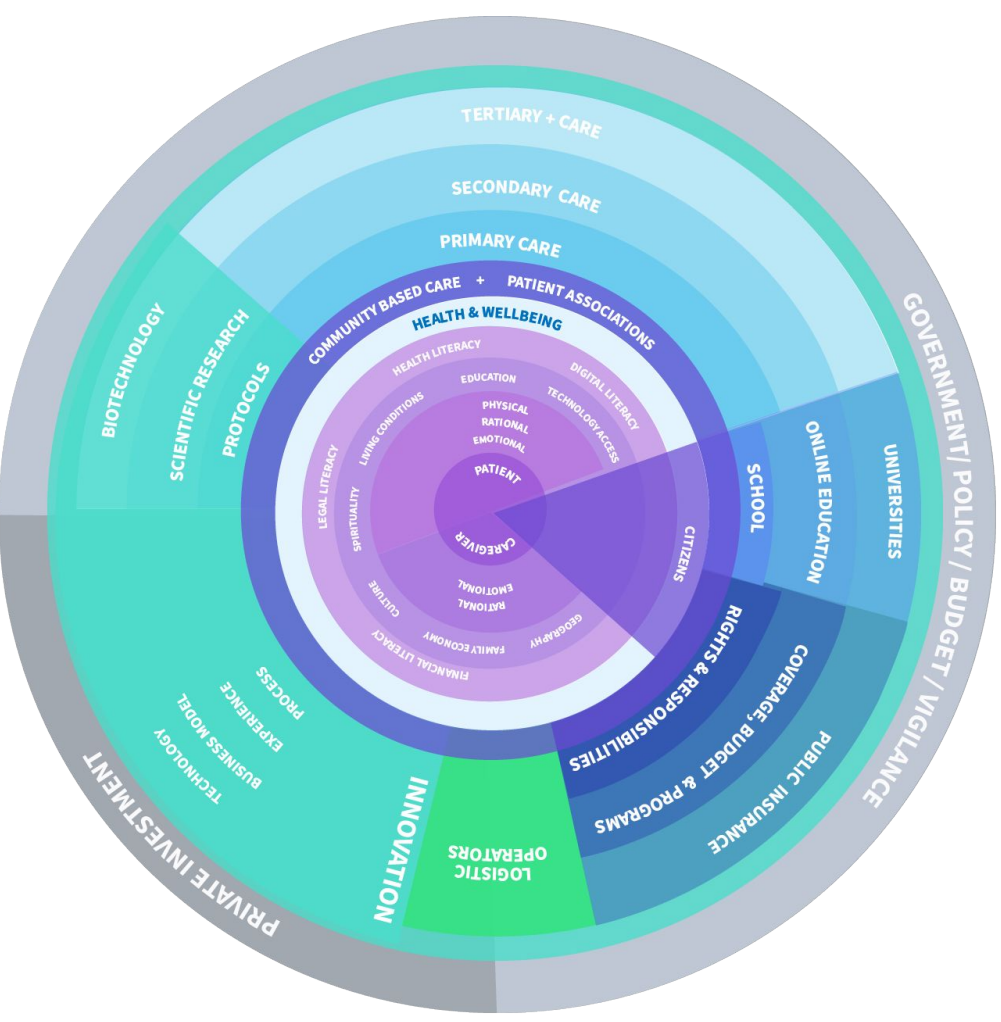 TERTIARY + CARE
SECONDARY CARE
PRIMARY CARE
COMMUNITY BASED CARE + PATIENT ASSOCIATIONS
HEALTH & WELLBEING
HEALTH LITERACY
DIGITAL LITERACY
EDUCATION
TECHNOLOGY ACCESS
LIVING CONDITIONS
PHYSICAL
RATIONAL
EMOTIONAL
PATIENT
CAREGIVER
EMOTIONAL
RATIONAL
LEGAL LITERACY
SPIRITUALITY
CULTURE
FAMILY ECONOMY
GEOGRAPHY
FINANCIAL LITERACY
CITIZENS
SCHOOL
ONLINE EDUCATION
UNIVERSITIES
RIGHTS & RESPONSIBILITIES
COVERAGE, BUDGET & PROGRAMS
PUBLIC INSURANCE
LOGISTIC
OPERATORS
INNOVATION
PROCESS
EXPERIENCE
BUSINESS MODEL
TECHNOLOGY
BIOTECHNOLOGY
SCIENTIFIC RESEARCH
PROTOCOLS
GOVERNMENT/ POLICY / BUDGET / VIGILANCE
PRIVATE INVESTMENT